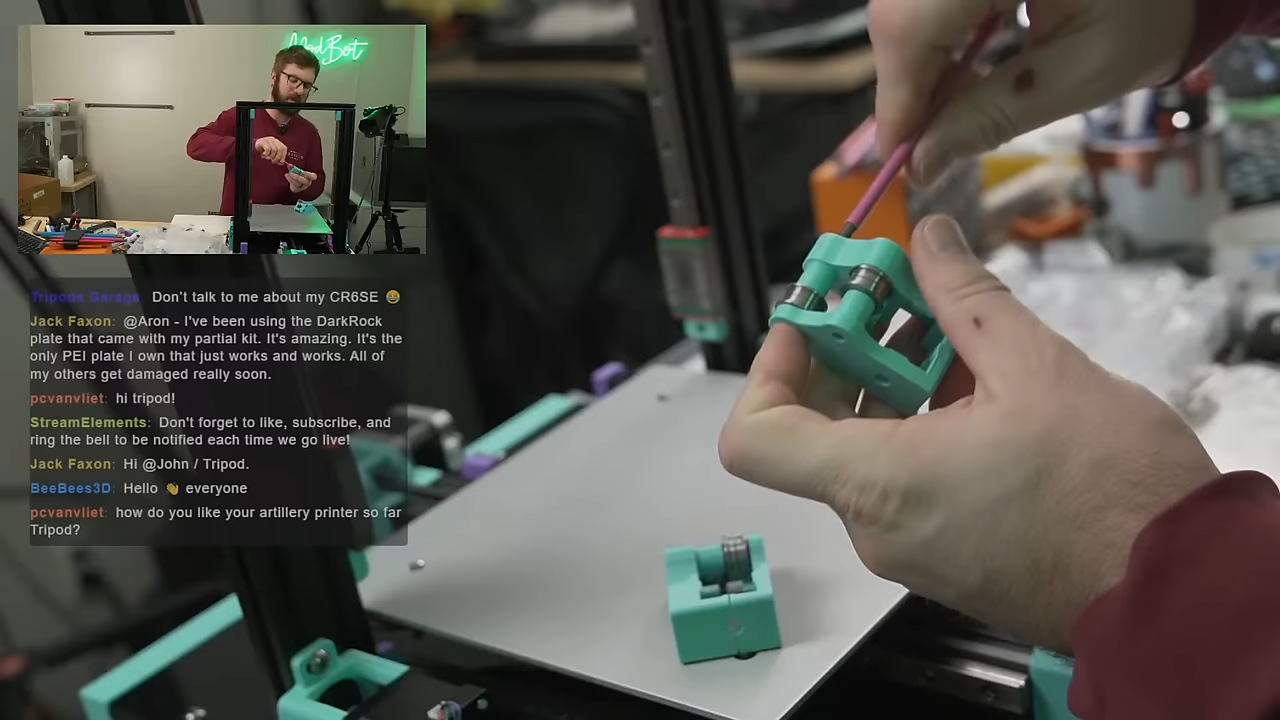 ModBot
Tripods Garage: Don't talk to me about my CR6SE 😂
Jack Faxon: @Aron - I've been using the DarkRock
plate that came with my partial kit. It's amazing. It's the
only PEI plate I own that just works and works. All of
my others get damaged really soon.
pcvanvliet: hi tripod!
StreamElements: Don't forget to like, subscribe, and
ring the bell to be notified each time we go live!
Jack Faxon: Hi @John / Tripod.
BeeBees3D: Hello 👋 everyone
pcvanvliet: how do you like your artillery printer so far
Tripod?